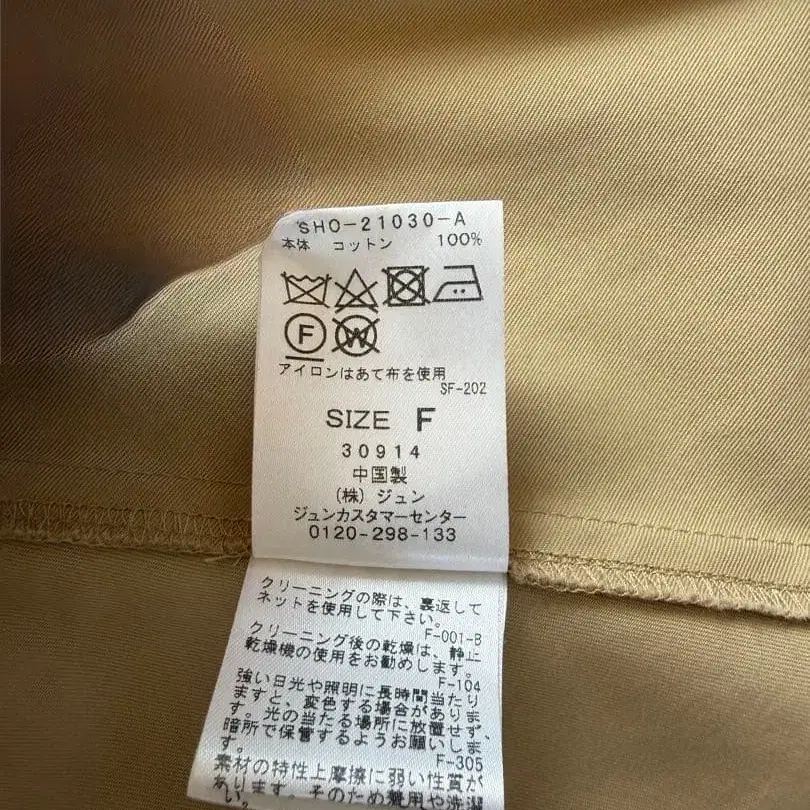 SHO-21030-A
本体 コットン 100%
F W
アイロンはあて布を使用
SF-202
SIZE F
30914
中国製
(株) ジュン
ジュンカスタマーセンター
0120-298-133
クリーニングの際は、裏返して
ネットを使用して下さい。
F-001-B
クリーニング後の乾燥は、静止
乾燥機の使用をお勧めします。
F-104
強い日光や照明に長時間当たり
ますと、変色する場合がありま
す。光の当たる場所に放置せず、
暗所で保管するようお願いしま
す。
F-305
素材の特性上摩擦に弱い性質が
あります。そのため着用や洗濯